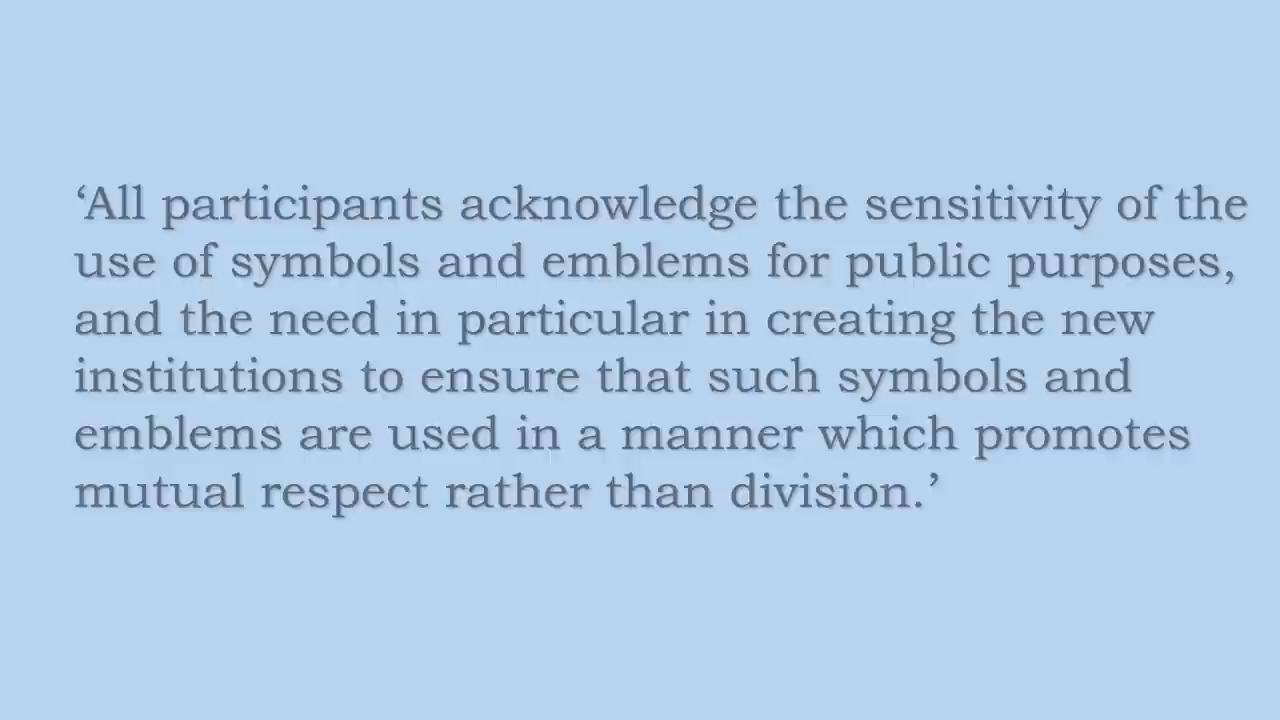 ‘All participants acknowledge the sensitivity of the
use of symbols and emblems for public purposes,
and the need in particular in creating the new
institutions to ensure that such symbols and
emblems are used in a manner which promotes
mutual respect rather than division.’